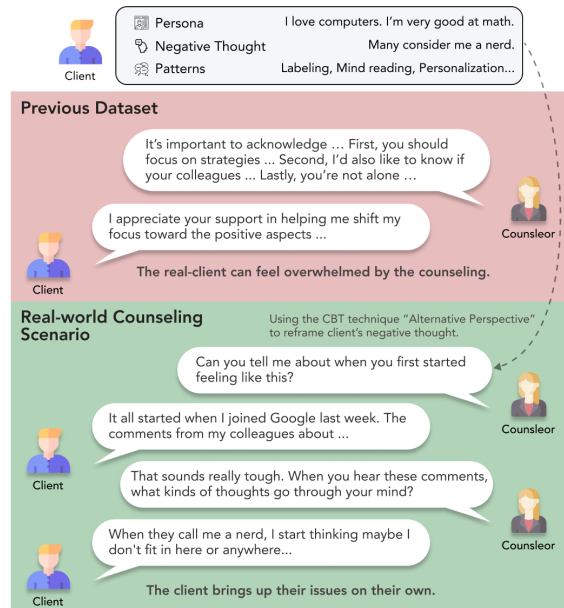 Persona
I love computers. I'm very good at math.
Negative Thought
Many consider me a nerd.
Patterns
Labeling, Mind reading, Personalization...
Client
Previous Dataset
It's important to acknowledge … First, you should
focus on strategies ... Second, I'd also like to know if
your colleagues ... Lastly, you're not alone …
Counsleor
I appreciate your support in helping me shift my
focus toward the positive aspects ...
Client
The real-client can feel overwhelmed by the counseling.
Real-world Counseling
Scenario
Using the CBT technique "Alternative Perspective"
to reframe client's negative thought.
Can you tell me about when you first started
feeling like this?
Counsleor
It all started when I joined Google last week. The
comments from my colleagues about ...
Client
That sounds really tough. When you hear these comments,
what kinds of thoughts go through your mind?
Counsleor
When they call me a nerd, I start thinking maybe I
don't fit in here or anywhere...
Client
The client brings up their issues on their own.